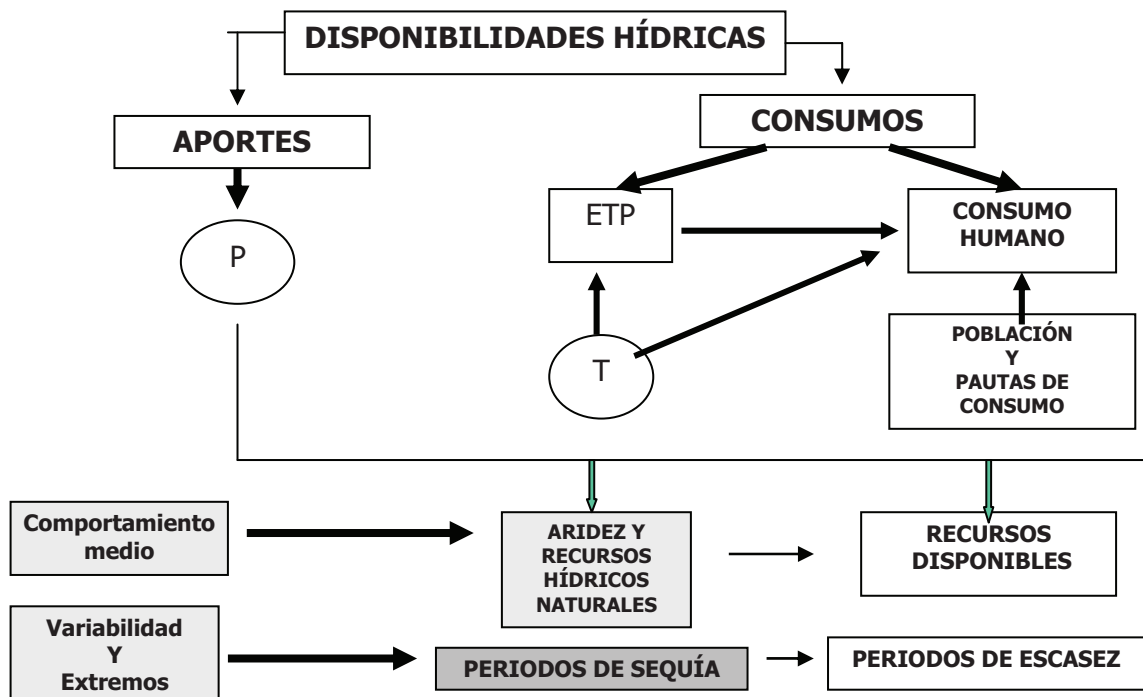 DISPONIBILIDADES HÍDRICAS
APORTES
CONSUMOS
P
ETP
CONSUMO
HUMANO
T
POBLACIÓN
Y
PAUTAS DE
CONSUMO
Comportamiento
medio
ARIDEZ Y
RECURSOS
HÍDRICOS
NATURALES
RECURSOS
DISPONIBLES
Variabilidad
Y
Extremos
PERIODOS DE SEQUÍA
PERIODOS DE ESCASEZ